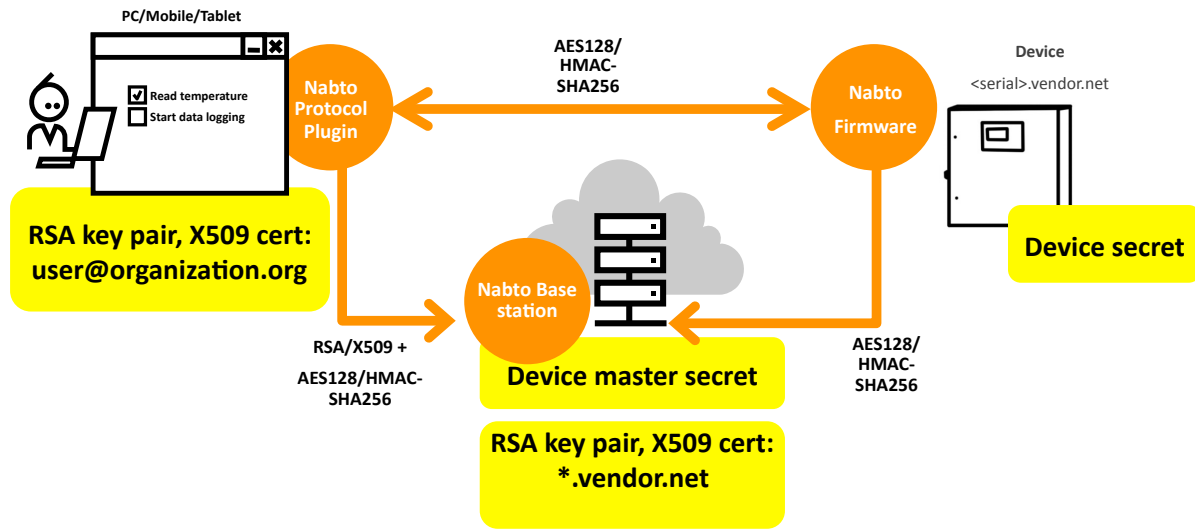 PC/Mobile/Tablet
Read temperature
Start data logging
Nabto
Protocol
Plugin
AES128/
HMAC-
SHA256
Nabto
Firmware
Device
<serial>.vendor.net
RSA key pair, X509 cert:
user@organization.org
Device secret
Nabto Base
station
RSA/X509 +
AES128/HMAC-
SHA256
AES128/
HMAC-
SHA256
Device master secret
RSA key pair, X509 cert:
*.vendor.net